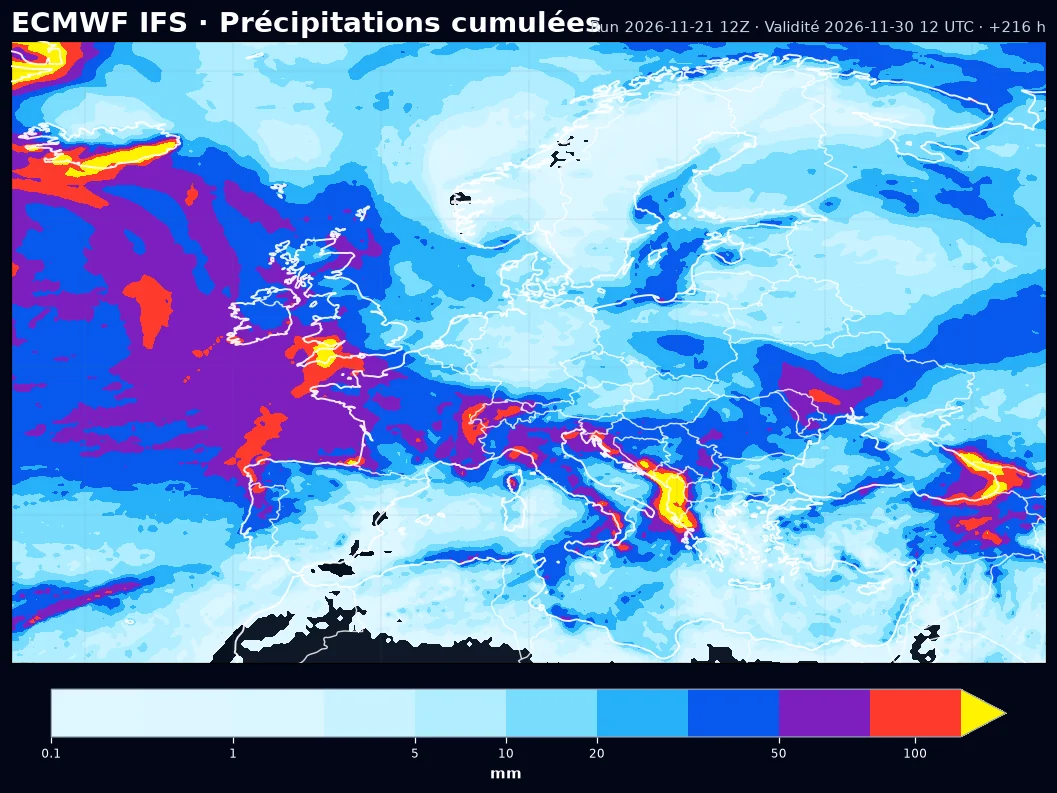 ECMWF IFS · Précipitations cumulées
Run 2026-11-21 12Z · Validité 2026-11-30 12 UTC · +216 h
0.1 1 5 10 20 50 100
mm